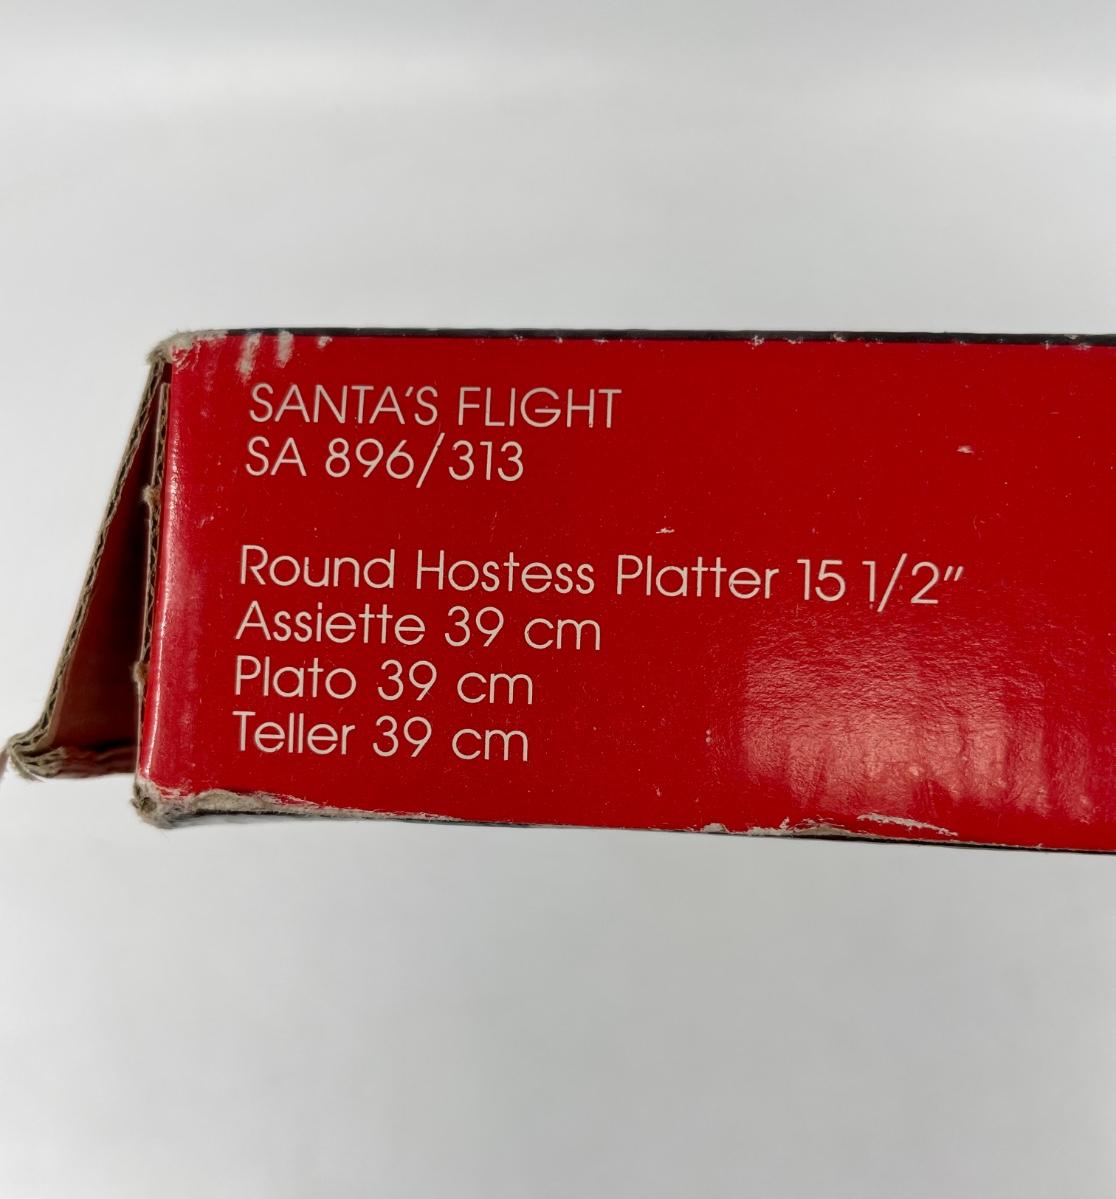 SANTA'S FLIGHT
SA 896/313
Round Hostess Platter 15 1/2"
Assiette 39 cm
Plato 39 cm
Teller 39 cm